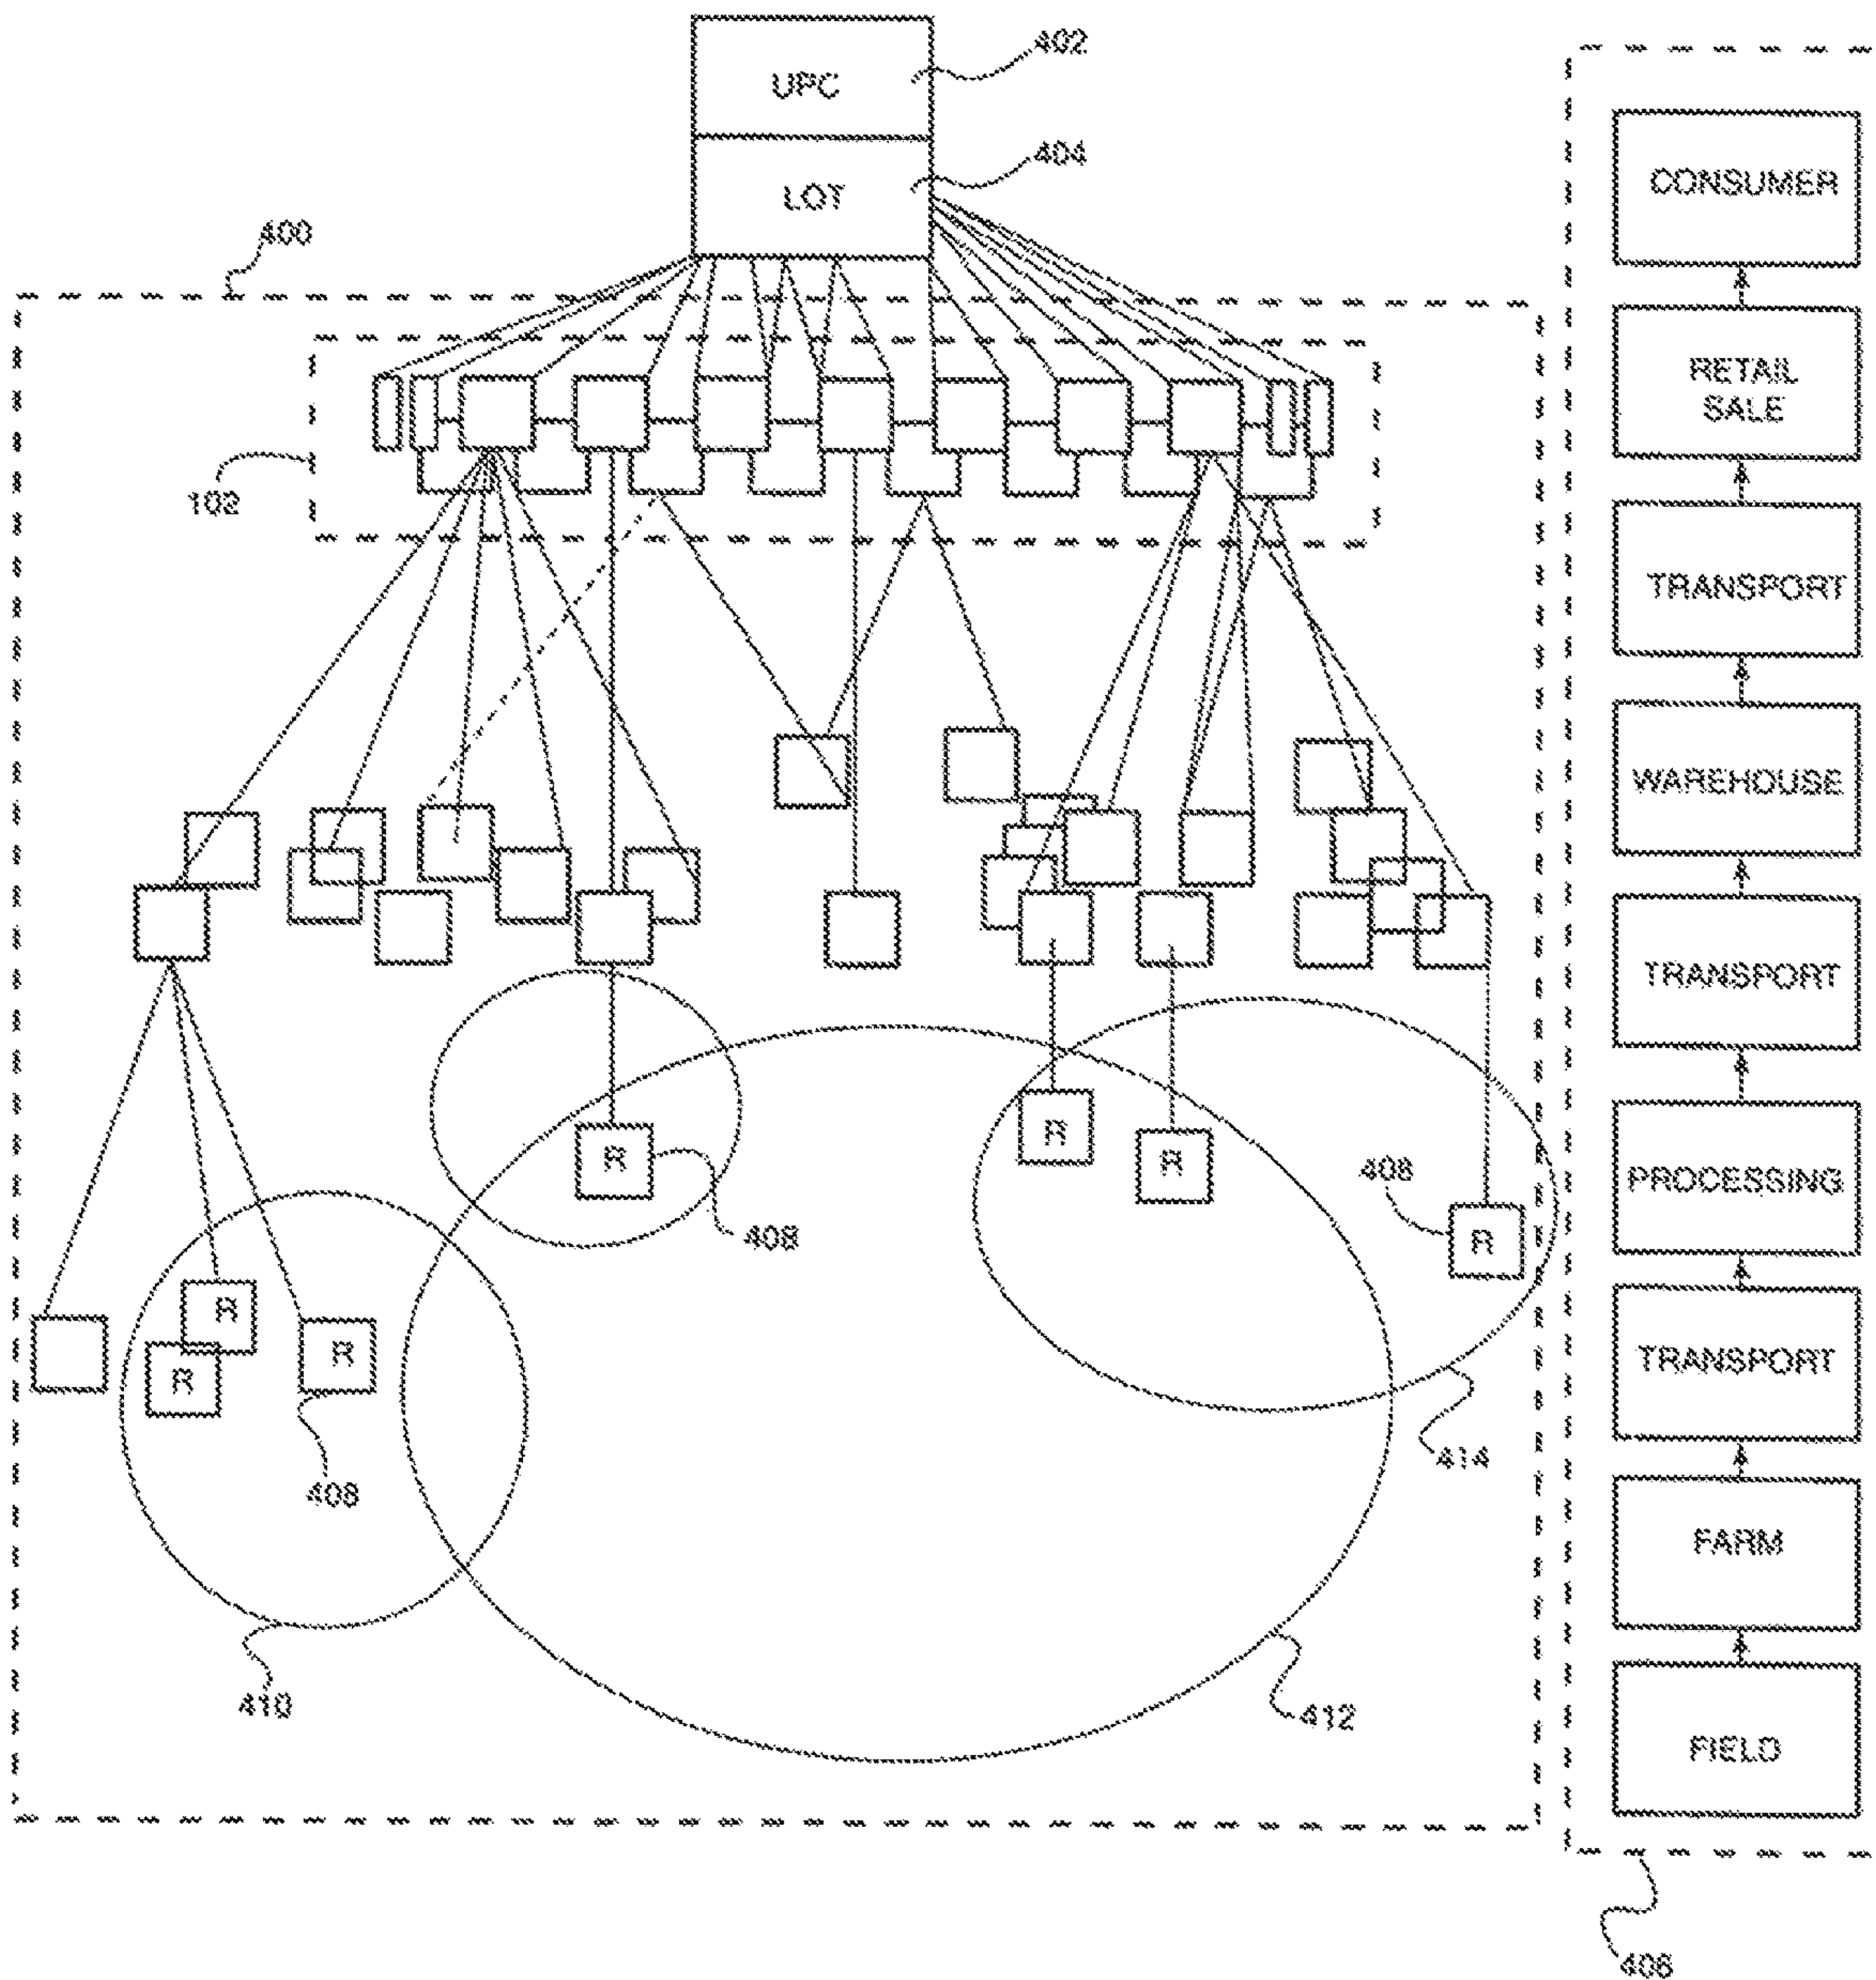 UPC
402
LOT
404
400
102
R
408
R
R
R
408
R
R
R
408
410
412
414
CONSUMER
RETAIL
SALE
TRANSPORT
WAREHOUSE
TRANSPORT
PROCESSING
TRANSPORT
FARM
FIELD
406